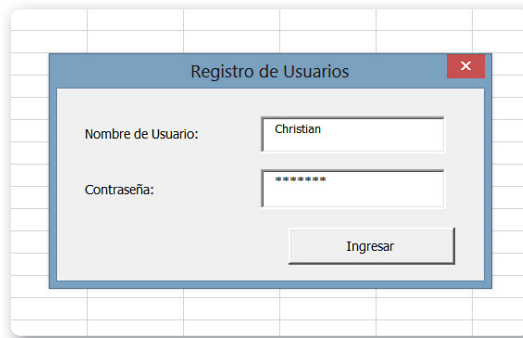 Registro de Usuarios
Nombre de Usuario: Christian
Contraseña: *******
Ingresar